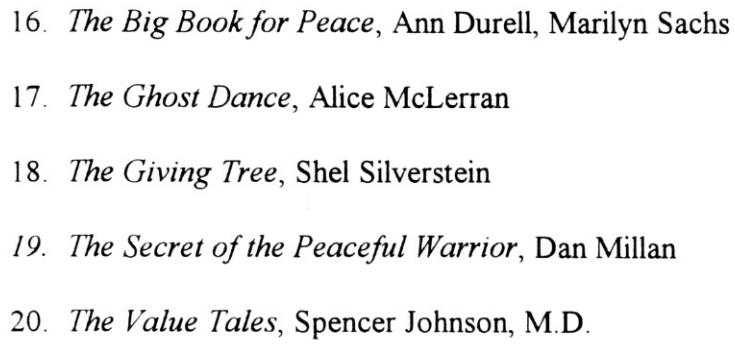 16. The Big Book for Peace, Ann Durell, Marilyn Sachs
17. The Ghost Dance, Alice McLerran
18. The Giving Tree, Shel Silverstein
19. The Secret of the Peaceful Warrior, Dan Millan
20. The Value Tales, Spencer Johnson, M.D.